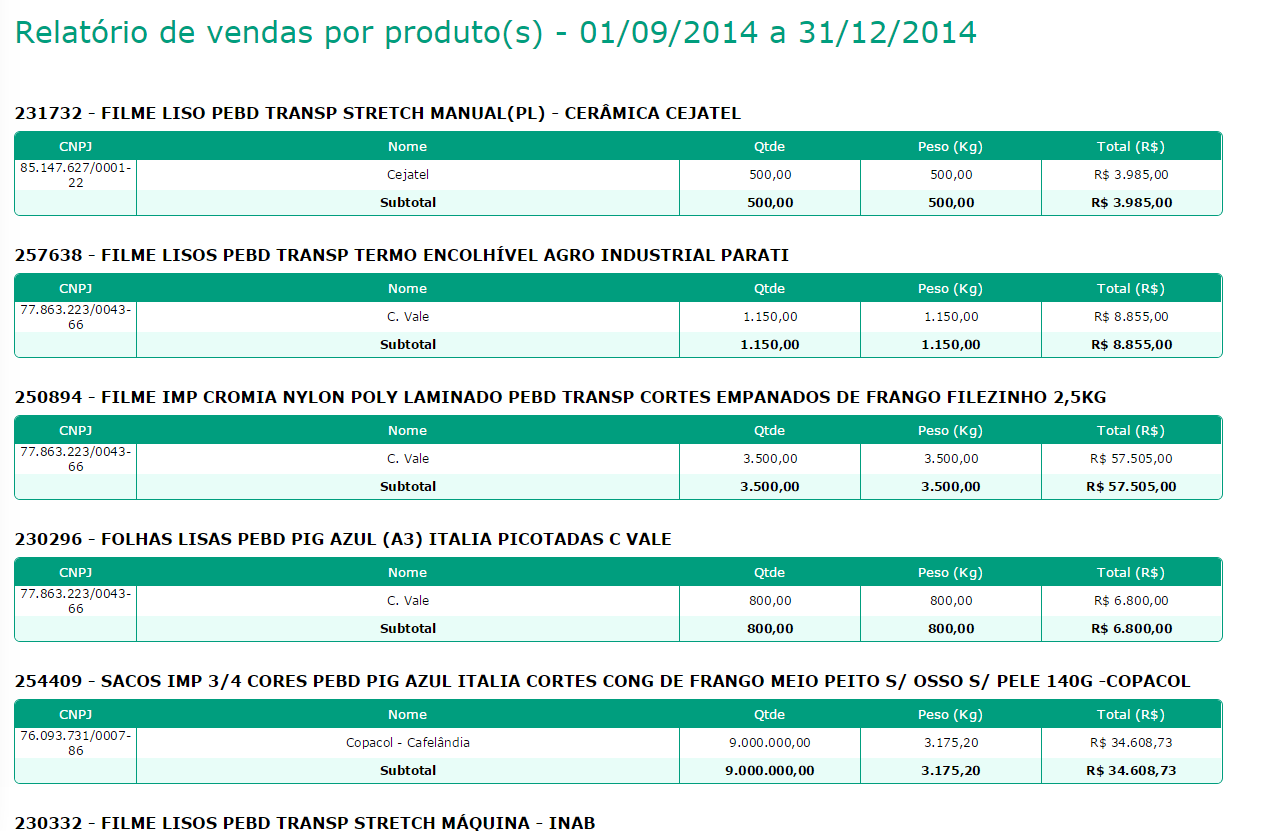 Relatório de vendas por produto(s) - 01/09/2014 a 31/12/2014
231732 - FILME LISO PEBD TRANSP STRETCH MANUAL(PL) - CERÂMICA CEJATEL
CNPJ Nome Qtde Peso (Kg) Total (R$)
85.147.627/0001-
22 Cejatel 500,00 500,00 R$ 3.985,00
Subtotal 500,00 500,00 R$ 3.985,00
257638 - FILME LISOS PEBD TRANSP TERMO ENCOLHÍVEL AGRO INDUSTRIAL PARATI
CNPJ Nome Qtde Peso (Kg) Total (R$)
77.863.223/0043-
66 C. Vale 1.150,00 1.150,00 R$ 8.855,00
Subtotal 1.150,00 1.150,00 R$ 8.855,00
250894 - FILME IMP CROMIA NYLON POLY LAMINADO PEBD TRANSP CORTES EMPANADOS DE FRANGO FILEZINHO 2,5KG
CNPJ Nome Qtde Peso (Kg) Total (R$)
77.863.223/0043-
66 C. Vale 3.500,00 3.500,00 R$ 57.505,00
Subtotal 3.500,00 3.500,00 R$ 57.505,00
230296 - FOLHAS LISAS PEBD PIG AZUL (A3) ITALIA PICOTADAS C VALE
CNPJ Nome Qtde Peso (Kg) Total (R$)
77.863.223/0043-
66 C. Vale 800,00 800,00 R$ 6.800,00
Subtotal 800,00 800,00 R$ 6.800,00
254409 - SACOS IMP 3/4 CORES PEBD PIG AZUL ITALIA CORTES CONG DE FRANGO MEIO PEITO S/ OSSO S/ PELE 140G -COPACOL
CNPJ Nome Qtde Peso (Kg) Total (R$)
76.093.731/0007-
86 Copacol - Cafelândia 9.000.000,00 3.175,20 R$ 34.608,73
Subtotal 9.000.000,00 3.175,20 R$ 34.608,73
230332 - FILME LISOS PEBD TRANSP STRETCH MÁQUINA - INAB